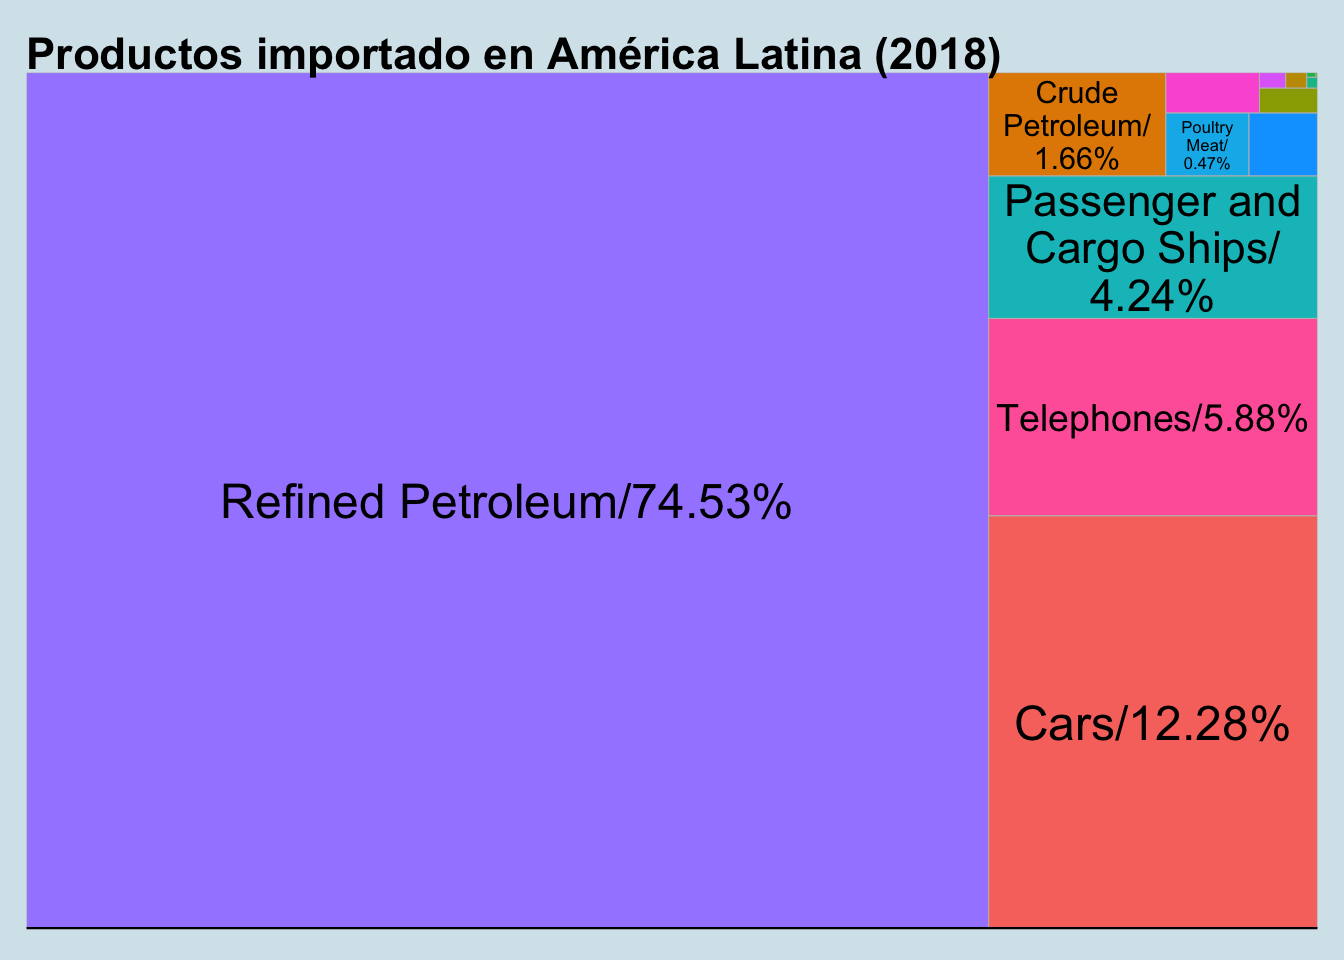 Productos importado en América Latina (2018)
Crude
Petroleum/
1.66%
Poultry
Meat/
0.47%
Passenger and
Cargo Ships/
4.24%
Telephones/5.88%
Refined Petroleum/74.53%
Cars/12.28%